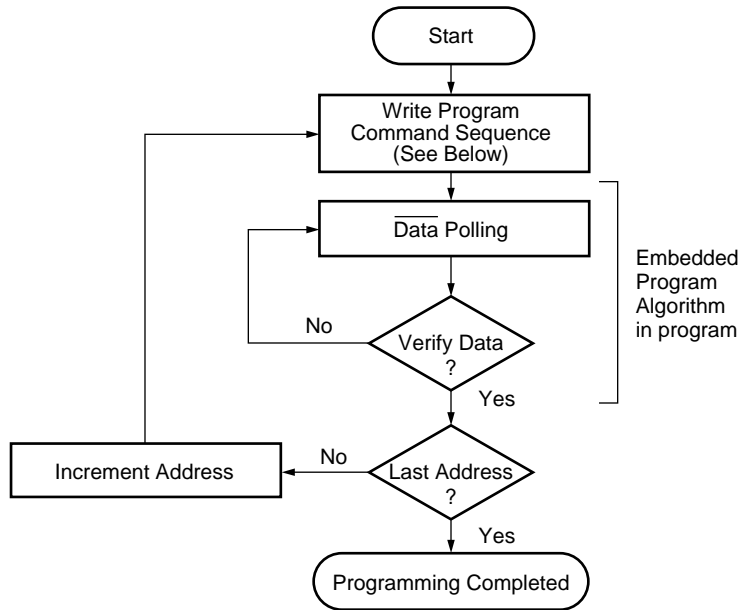 Start
Write Program
Command Sequence
(See Below)
Data Polling
Embedded
Program
Algorithm
in program
No
Verify Data
?
Yes
Increment Address
No
Last Address
?
Yes
Programming Completed